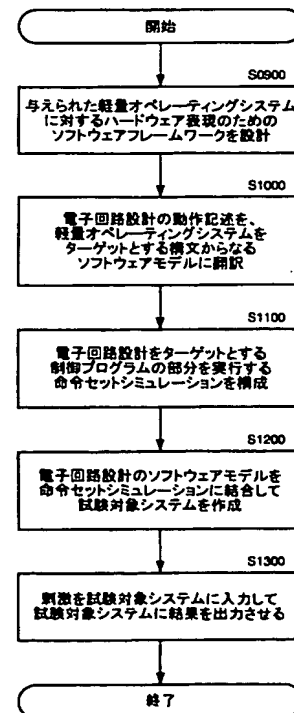 開始
S0900
与えられた軽量オペレーティングシステム
に対するハードウェア表現のための
ソフトウェアフレームワークを設計
S1000
電子回路設計の動作記述を、
軽量オペレーティングシステムを
ターゲットとする構文からなる
ソフトウェアモデルに翻訳
S1100
電子回路設計をターゲットとする
制御プログラムの部分を実行する
命令セットシミュレーションを構成
S1200
電子回路設計のソフトウェアモデルを
命令セットシミュレーションに結合して
試験対象システムを作成
S1300
刺激を試験対象システムに入力して
試験対象システムに結果を出力させる
終了